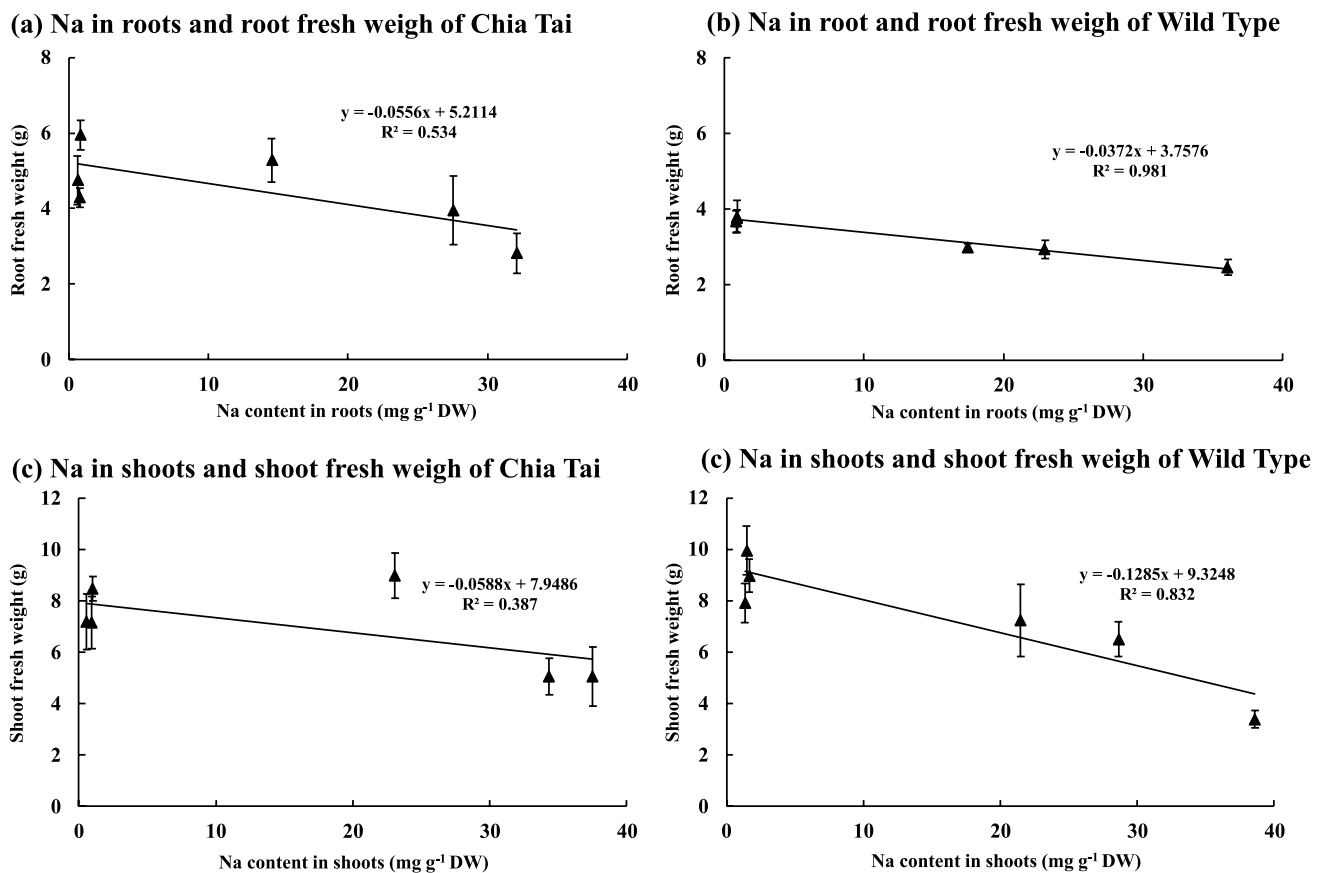 (a) Na in roots and root fresh weigh of Chia Tai
8
6
4
2
0
0 10 20 30 40
Root fresh weight (g)
y = -0.0556x + 5.2114
R² = 0.534
Na content in roots (mg g⁻¹ DW)
(b) Na in root and root fresh weigh of Wild Type
8
6
4
2
0
0 10 20 30 40
Root fresh weight (g)
y = -0.0372x + 3.7576
R² = 0.981
Na content in roots (mg g⁻¹ DW)
(c) Na in shoots and shoot fresh weigh of Chia Tai
12
10
8
6
4
2
0
0 10 20 30 40
Shoot fresh weight (g)
y = -0.0588x + 7.9486
R² = 0.387
Na content in shoots (mg g⁻¹ DW)
(c) Na in shoots and shoot fresh weigh of Wild Type
12
10
8
6
4
2
0
0 10 20 30 40
Shoot fresh weight (g)
y = -0.1285x + 9.3248
R² = 0.832
Na content in shoots (mg g⁻¹ DW)